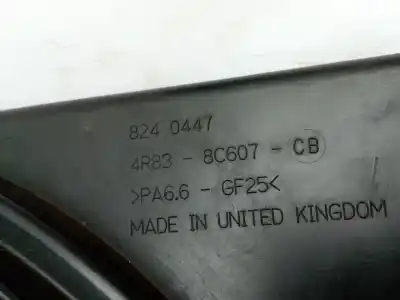 824 0447
4R83 - 8C607 - CB
>PA6.6 - GF25<
MADE IN UNITED KINGDOM